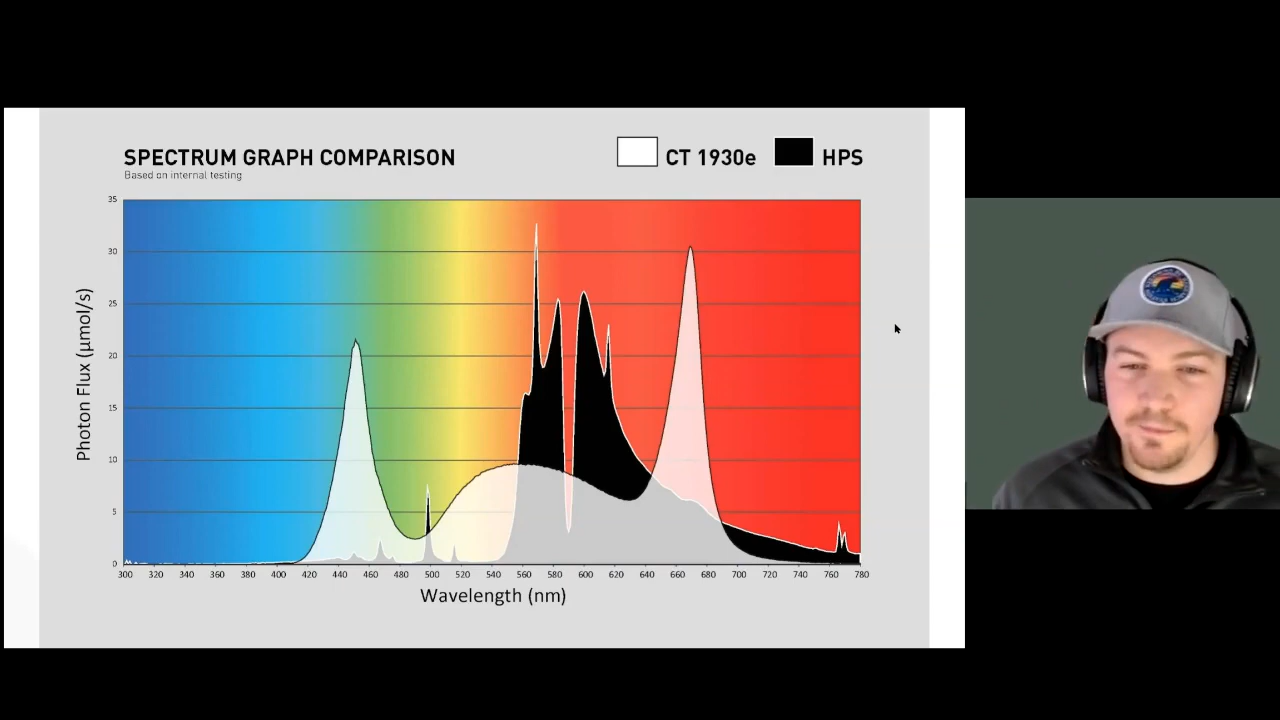 SPECTRUM GRAPH COMPARISON
Based on internal testing
CT 1930e
HPS
35
30
25
20
15
10
5
0
Photon Flux (µmol/s)
300 320 340 360 380 400 420 440 460 480 500 520 540 560 580 600 620 640 660 680 700 720 740 760 780
Wavelength (nm)